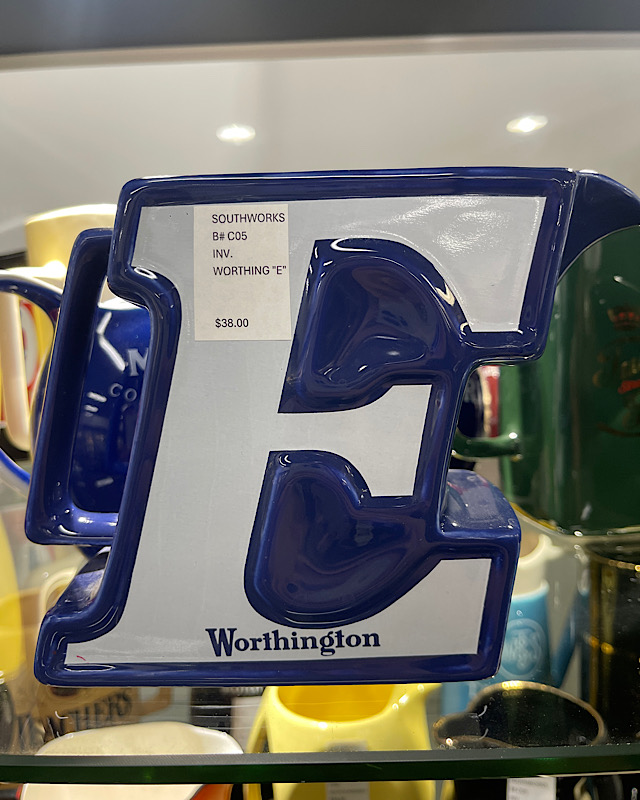 SOUTHWORKS
B# C05
INV.
WORTHING "E"
$38.00
E
Worthington